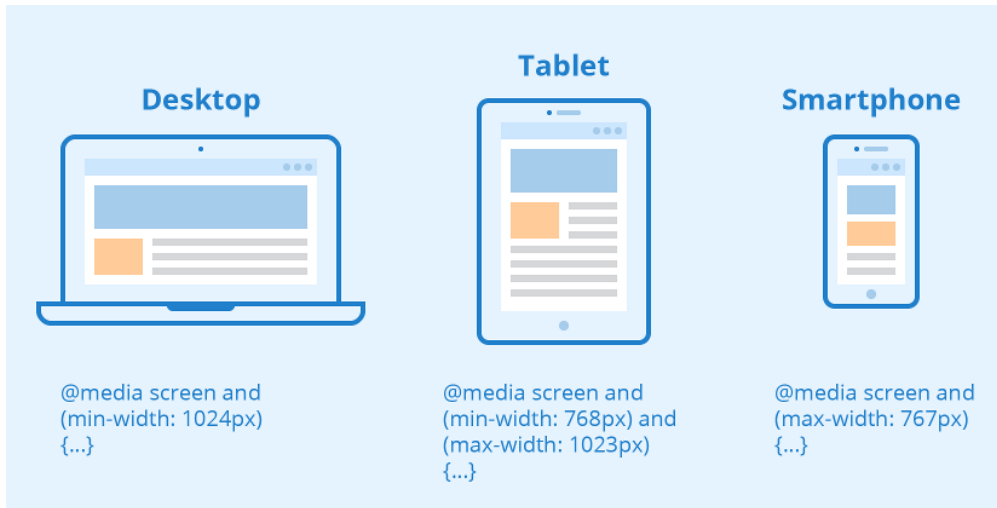 Desktop
@media screen and
(min-width: 1024px)
{...}
Tablet
@media screen and
(min-width: 768px) and
(max-width: 1023px)
{...}
Smartphone
@media screen and
(max-width: 767px)
{...}